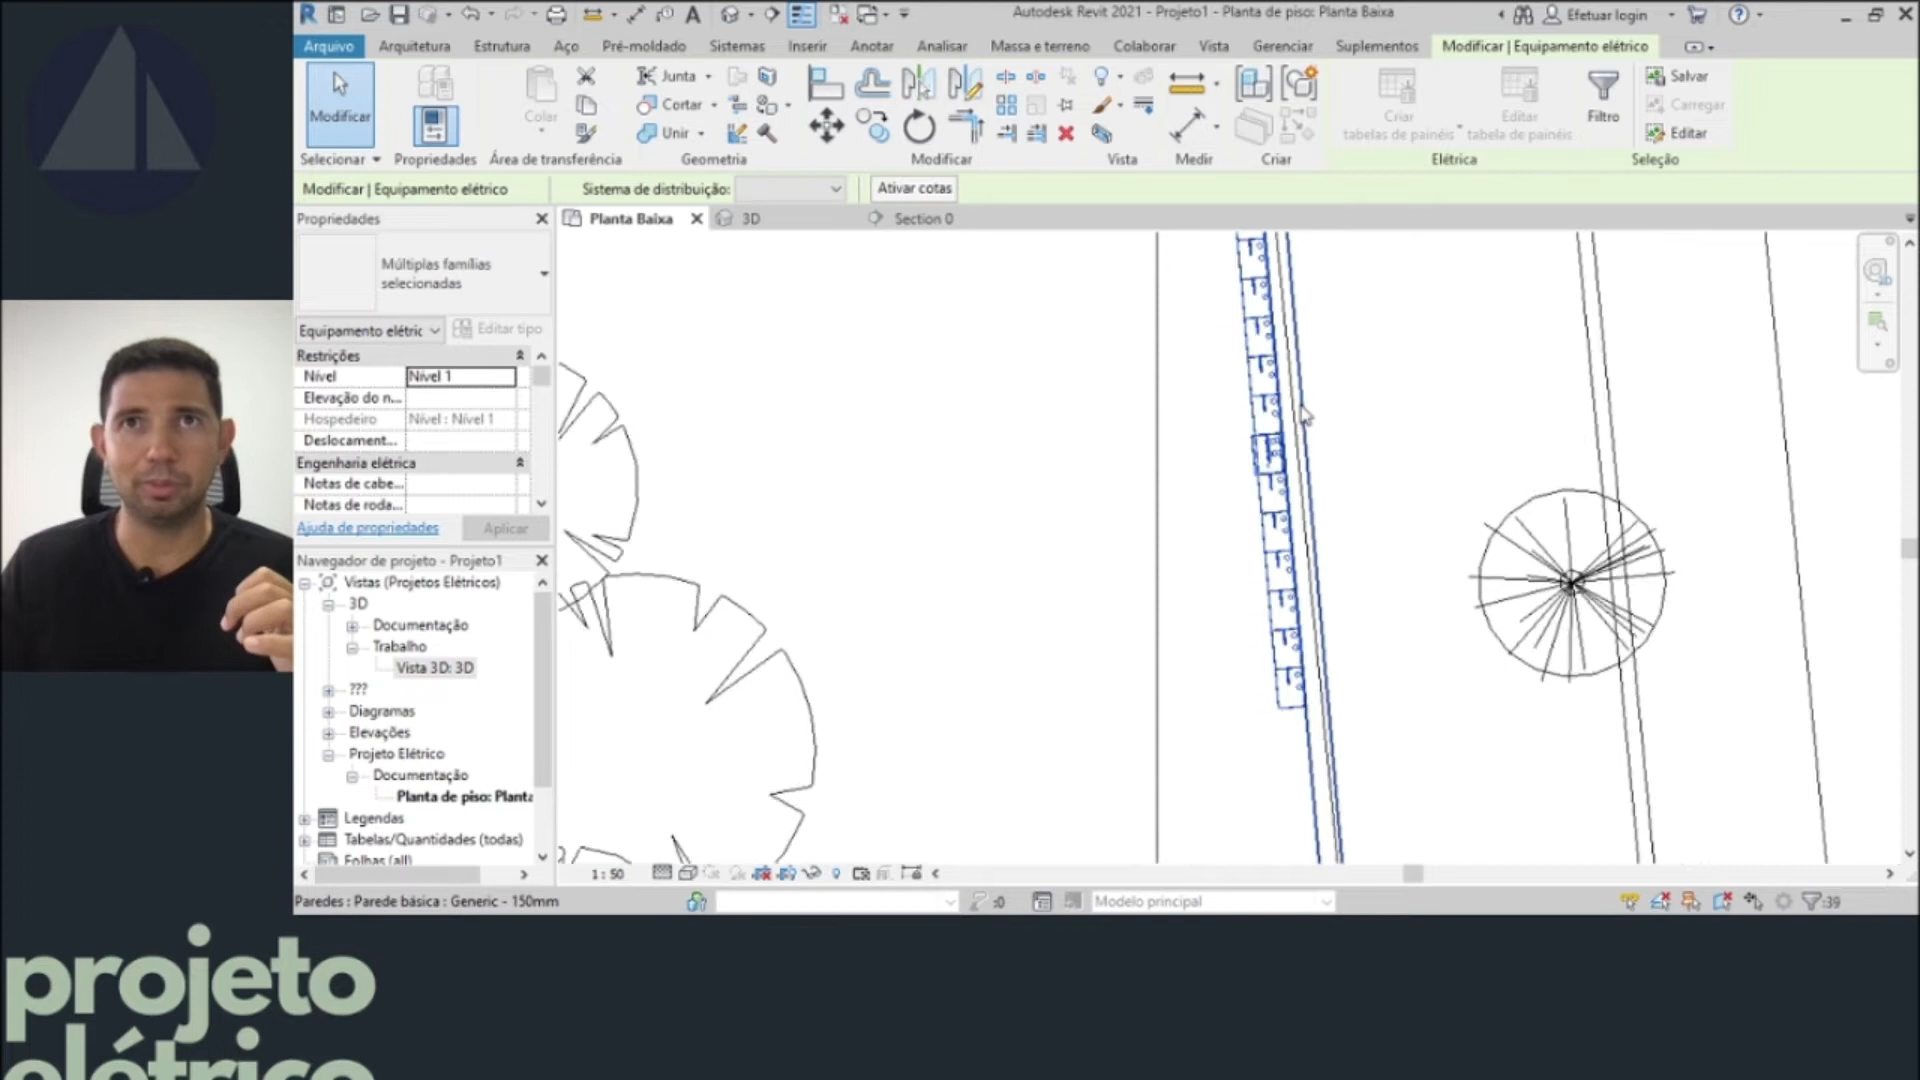 Autodesk Revit 2021 - Projeto1 - Planta de piso: Planta Baixa
Efetuar login
Arquivo Arquitetura Estrutura Aço Pré-moldado Sistemas Inserir Anotar Analisar Massa e terreno Colaborar Vista Gerenciar Suplementos Modificar | Equipamento elétrico
Modificar
Colar
Junta
Cortar
Unir
Criar
tabelas de painéis
Editar
tabela de painéis
Filtro
Salvar
Carregar
Editar
Selecionar Propriedades Área de transferência Geometria Modificar Vista Medir Criar Elétrica Seleção
Modificar | Equipamento elétrico Sistema de distribuição: Ativar cotas
Propriedades
Planta Baixa 3D Section 0
Múltiplas famílias
selecionadas
Equipamento elétric Editar tipo
Restrições
Nível Nível 1
Elevação do n...
Hospedeiro Nível : Nível 1
Deslocament...
Engenharia elétrica
Notas de cabe...
Notas de roda...
Ajuda de propriedades Aplicar
Navegador de projeto - Projeto1
Vistas (Projetos Elétricos)
3D
Documentação
Trabalho
Vista 3D: 3D
???
Diagramas
Elevações
Projeto Elétrico
Documentação
Planta de piso: Planta
Legendas
Tabelas/Quantidades (todas)
Folhas (all)
1 : 50
Paredes : Parede básica : Generic - 150mm
:0
Modelo principal
:39
projeto
elétrico